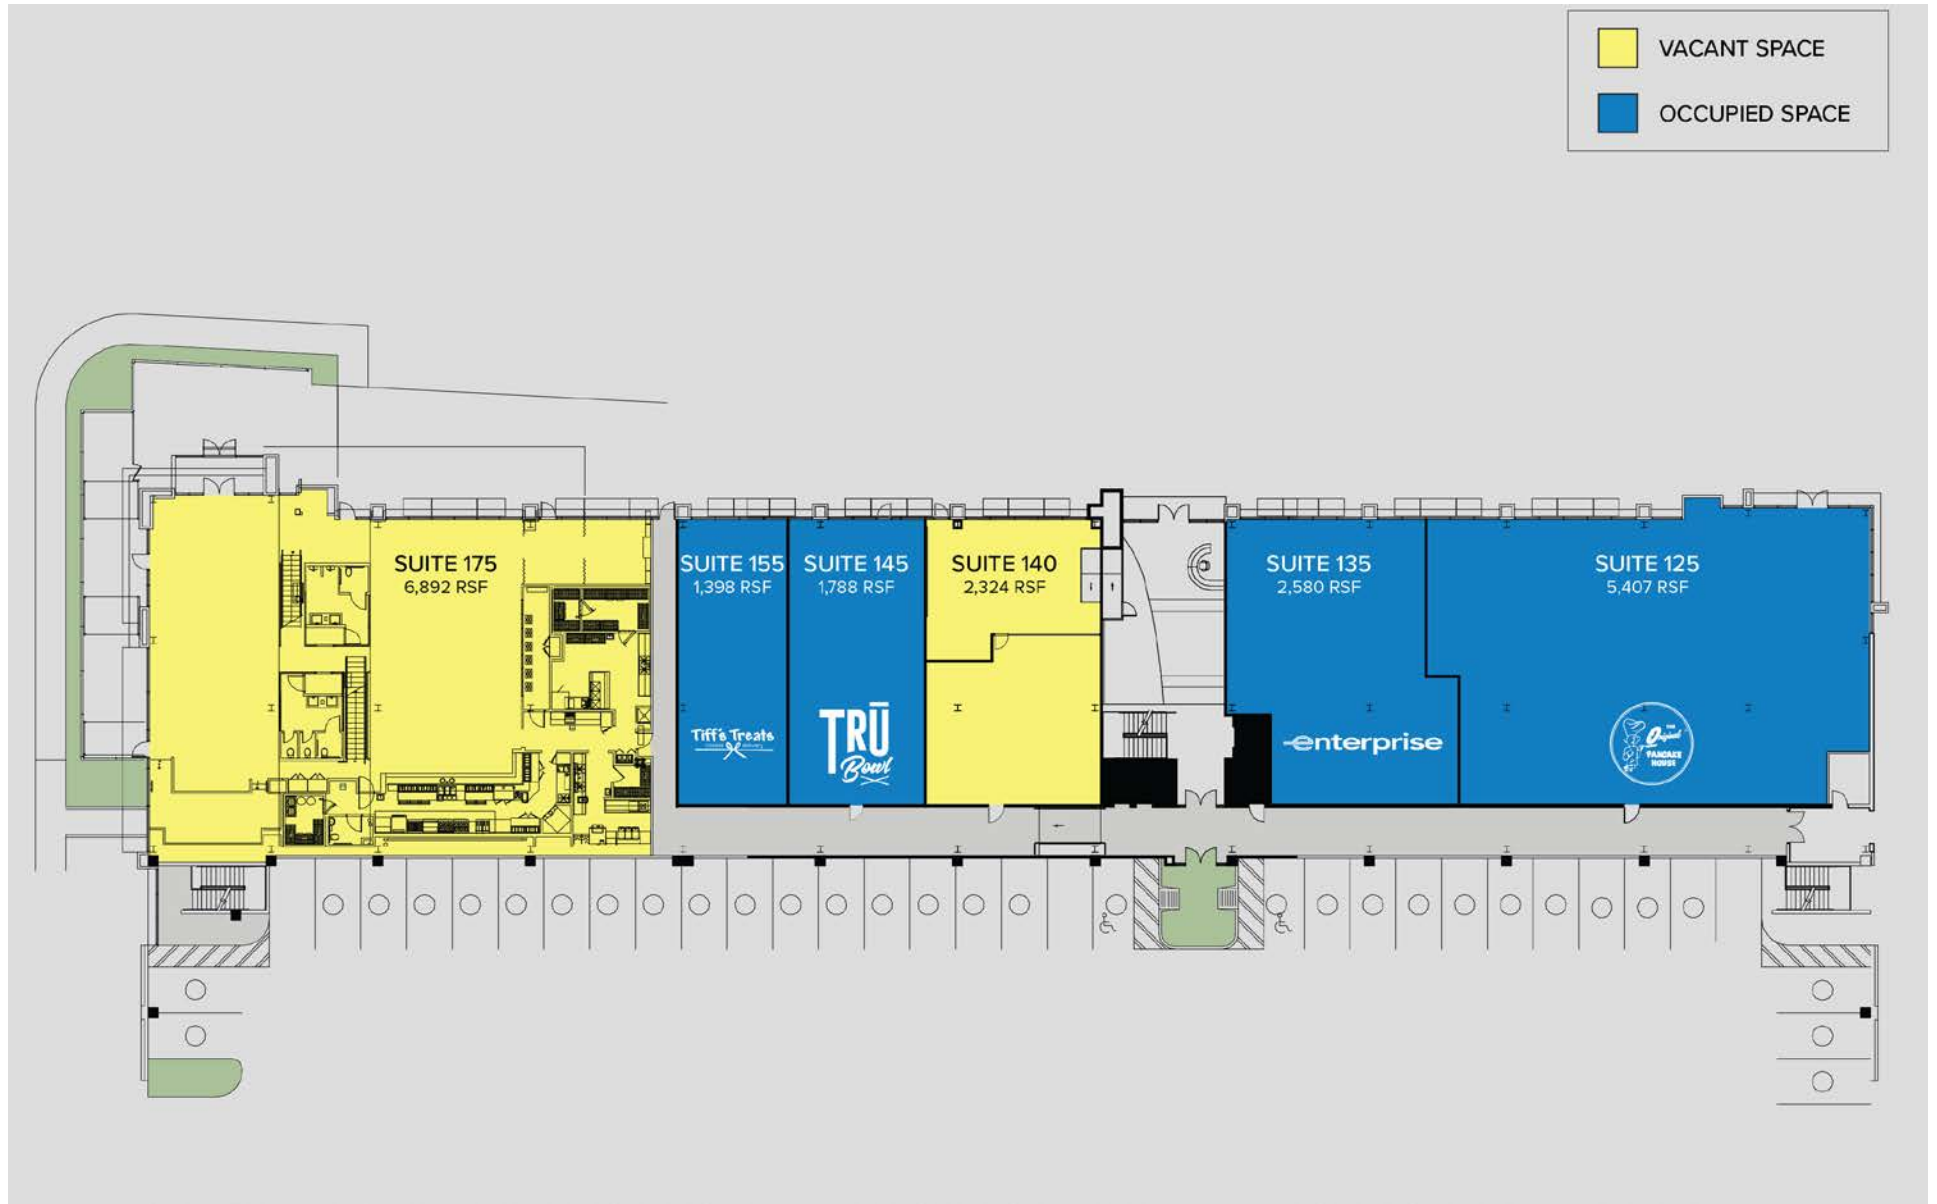 VACANT SPACE
OCCUPIED SPACE
SUITE 175
6,892 RSF
SUITE 155
1,398 RSF
Tiff's Treats
delivery
SUITE 145
1,788 RSF
TRŪ
Bowl
SUITE 140
2,324 RSF
SUITE 135
2,580 RSF
enterprise
SUITE 125
5,407 RSF
THE
Original
PANCAKE
HOUSE